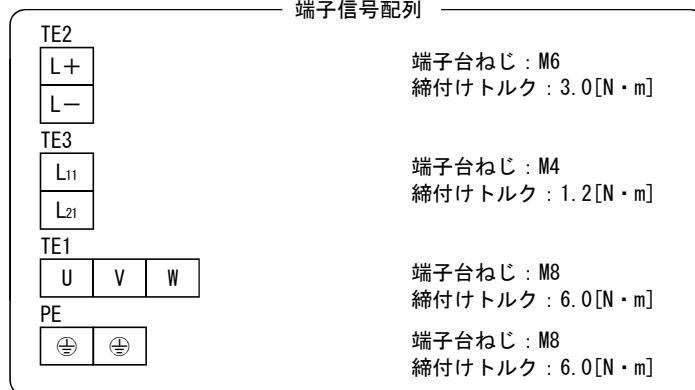 端子信号配列
TE2
L+
L−
端子台ねじ:M6
締付けトルク:3.0[N・m]
TE3
L11
L21
端子台ねじ:M4
締付けトルク:1.2[N・m]
TE1
U V W
端子台ねじ:M8
締付けトルク:6.0[N・m]
PE
端子台ねじ:M8
締付けトルク:6.0[N・m]